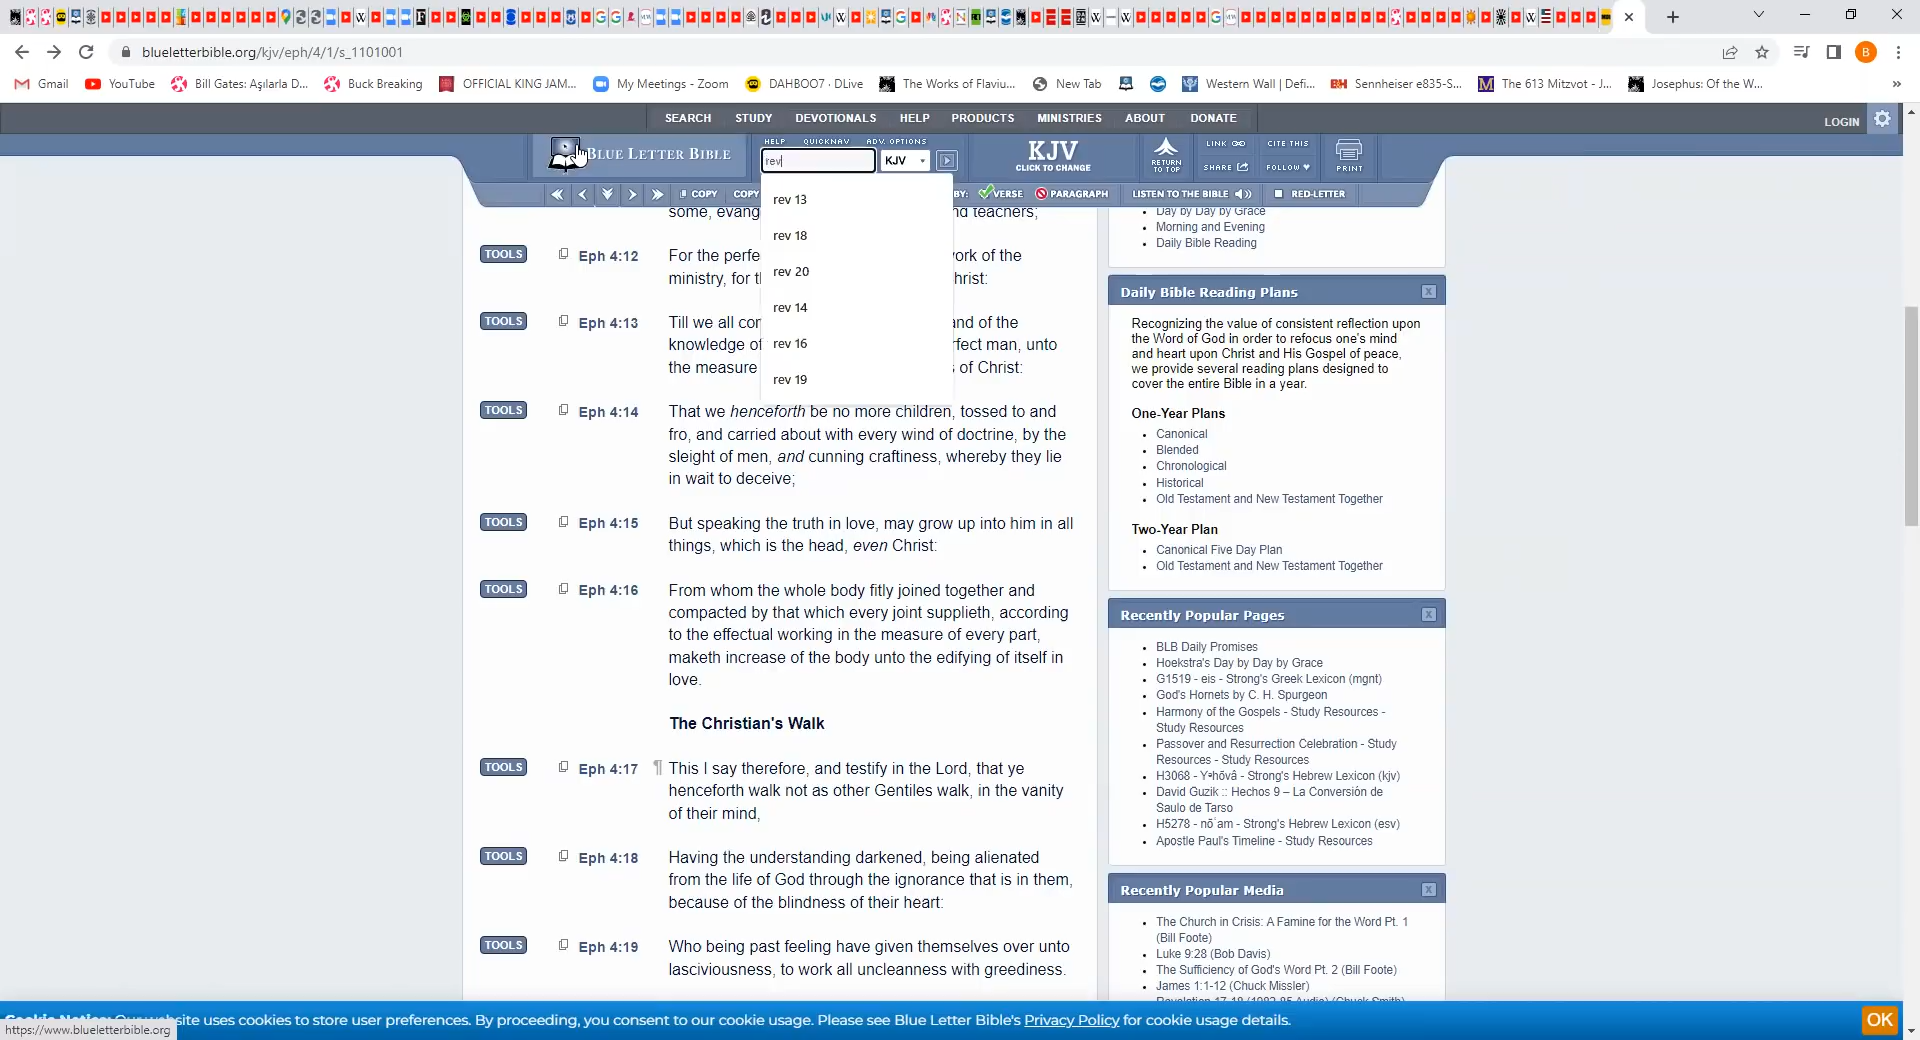 blueletterbible.org/kjv/eph/4/1/s_1101001
B
Gmail
YouTube
Bill Gates: Aşılarla D...
Buck Breaking
OFFICIAL KING JAM...
My Meetings - Zoom
DAHBOO7 · DLive
The Works of Flaviu...
New Tab
Western Wall | Defi...
Sennheiser e835-S...
The 613 Mitzvot - J...
Josephus: Of the W...
»
SEARCH STUDY DEVOTIONALS HELP PRODUCTS MINISTRIES ABOUT DONATE
LOGIN
BLUE LETTER BIBLE
HELP QUICKNAV ADV. OPTIONS
rev
KJV
KJV
CLICK TO CHANGE
RETURN
TO TOP
LINK
SHARE
CITE THIS
FOLLOW
PRINT
COPY
COPY
BY:
VERSE
PARAGRAPH
LISTEN TO THE BIBLE
RED-LETTER
rev 13
rev 18
rev 20
rev 14
rev 16
rev 19
some, evang nd teachers;
TOOLS
Eph 4:12
For the perfe ork of the
ministry, for th hrist:
TOOLS
Eph 4:13
Till we all con and of the
knowledge of rfect man, unto
the measure s of Christ:
TOOLS
Eph 4:14
That we henceforth be no more children, tossed to and
fro, and carried about with every wind of doctrine, by the
sleight of men, and cunning craftiness, whereby they lie
in wait to deceive;
TOOLS
Eph 4:15
But speaking the truth in love, may grow up into him in all
things, which is the head, even Christ:
TOOLS
Eph 4:16
From whom the whole body fitly joined together and
compacted by that which every joint supplieth, according
to the effectual working in the measure of every part,
maketh increase of the body unto the edifying of itself in
love.
The Christian's Walk
TOOLS
Eph 4:17
¶ This I say therefore, and testify in the Lord, that ye
henceforth walk not as other Gentiles walk, in the vanity
of their mind,
TOOLS
Eph 4:18
Having the understanding darkened, being alienated
from the life of God through the ignorance that is in them,
because of the blindness of their heart:
TOOLS
Eph 4:19
Who being past feeling have given themselves over unto
lasciviousness, to work all uncleanness with greediness.
Day by Day by Grace
Morning and Evening
Daily Bible Reading
Daily Bible Reading Plans
Recognizing the value of consistent reflection upon
the Word of God in order to refocus one's mind
and heart upon Christ and His Gospel of peace,
we provide several reading plans designed to
cover the entire Bible in a year.
One-Year Plans
Canonical
Blended
Chronological
Historical
Old Testament and New Testament Together
Two-Year Plan
Canonical Five Day Plan
Old Testament and New Testament Together
Recently Popular Pages
BLB Daily Promises
Hoekstra's Day by Day by Grace
G1519 - eis - Strong's Greek Lexicon (mgnt)
God's Hornets by C. H. Spurgeon
Harmony of the Gospels - Study Resources -
Study Resources
Passover and Resurrection Celebration - Study
Resources - Study Resources
H3068 - Yᵊhōvâ - Strong's Hebrew Lexicon (kjv)
David Guzik :: Hechos 9 – La Conversión de
Saulo de Tarso
H5278 - nōʿam - Strong's Hebrew Lexicon (esv)
Apostle Paul's Timeline - Study Resources
Recently Popular Media
The Church in Crisis: A Famine for the Word Pt. 1
(Bill Foote)
Luke 9:28 (Bob Davis)
The Sufficiency of God's Word Pt. 2 (Bill Foote)
James 1:1-12 (Chuck Missler)
Revelation 17-18 (1982-85 Audio) (Chuck Smith)
Cookie Notice: Our website uses cookies to store user preferences. By proceeding, you consent to our cookie usage. Please see Blue Letter Bible's Privacy Policy for cookie usage details.
OK
https://www.blueletterbible.org